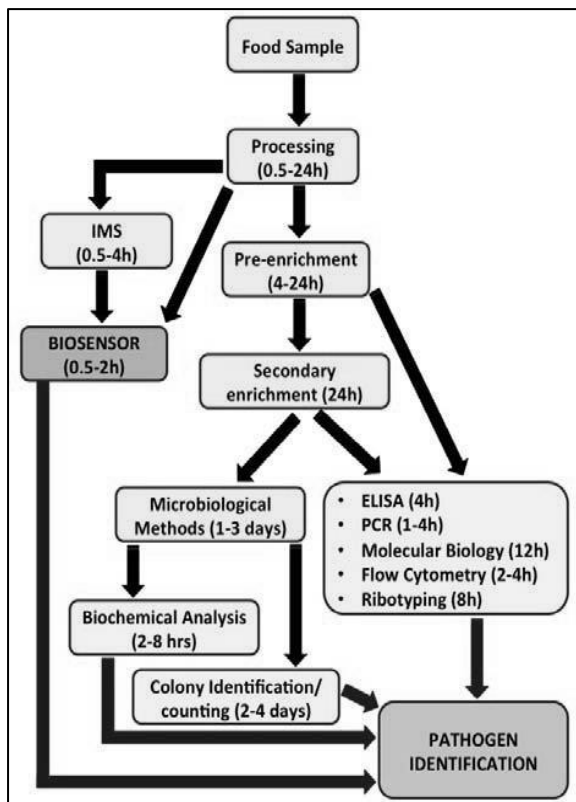 Food Sample
Processing
(0.5-24h)
IMS
(0.5-4h)
Pre-enrichment
(4-24h)
BIOSENSOR
(0.5-2h)
Secondary
enrichment (24h)
Microbiological
Methods (1-3 days)
• ELISA (4h)
• PCR (1-4h)
• Molecular Biology (12h)
• Flow Cytometry (2-4h)
• Ribotyping (8h)
Biochemical Analysis
(2-8 hrs)
Colony Identification/
counting (2-4 days)
PATHOGEN
IDENTIFICATION